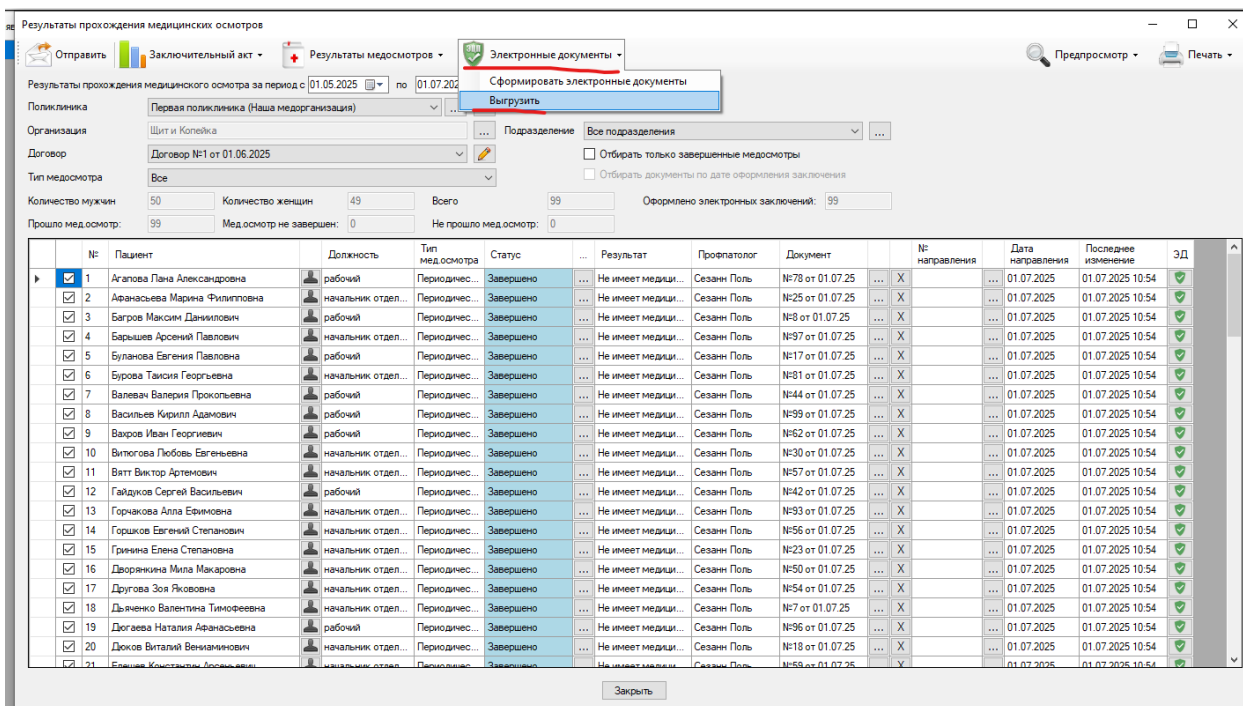 Результаты прохождения медицинских осмотров
Отправить Заключительный акт Результаты медосмотров Электронные документы Предпросмотр Печать
Сформировать электронные документы
Выгрузить
Результаты прохождения медицинского осмотра за период с 01.05.2025 по 01.07.202
Поликлиника Первая поликлиника (Наша медорганизация) ...
Организация Щит и Копейка ... Подразделение Все подразделения ...
Договор Договор №1 от 01.06.2025 Отбирать только завершенные медосмотры
Тип медосмотра Все Отбирать документы по дате оформления заключения
Количество мужчин 50 Количество женщин 49 Всего 99 Оформлено электронных заключений: 99
Прошло мед.осмотр: 99 Мед.осмотр не завершен: 0 Не прошло мед.осмотр: 0
№ Пациент Должность Тип мед.осмотра Статус ... Результат Профпатолог Документ № направления Дата направления Последнее изменение ЭД
1 Агапова Лана Александровна рабочий Периодичес... Завершено ... Не имеет медици... Сезанн Поль №78 от 01.07.25 ... X ... 01.07.2025 01.07.2025 10:54
2 Афанасьева Марина Филипповна начальник отдел... Периодичес... Завершено ... Не имеет медици... Сезанн Поль №25 от 01.07.25 ... X ... 01.07.2025 01.07.2025 10:54
3 Багров Максим Даниилович рабочий Периодичес... Завершено ... Не имеет медици... Сезанн Поль №8 от 01.07.25 ... X ... 01.07.2025 01.07.2025 10:54
4 Барышев Арсений Павлович начальник отдел... Периодичес... Завершено ... Не имеет медици... Сезанн Поль №97 от 01.07.25 ... X ... 01.07.2025 01.07.2025 10:54
5 Буланова Евгения Павловна рабочий Периодичес... Завершено ... Не имеет медици... Сезанн Поль №17 от 01.07.25 ... X ... 01.07.2025 01.07.2025 10:54
6 Бурова Таисия Георгьевна начальник отдел... Периодичес... Завершено ... Не имеет медици... Сезанн Поль №81 от 01.07.25 ... X ... 01.07.2025 01.07.2025 10:54
7 Валевач Валерия Прокопьевна рабочий Периодичес... Завершено ... Не имеет медици... Сезанн Поль №44 от 01.07.25 ... X ... 01.07.2025 01.07.2025 10:54
8 Васильев Кирилл Адамович рабочий Периодичес... Завершено ... Не имеет медици... Сезанн Поль №99 от 01.07.25 ... X ... 01.07.2025 01.07.2025 10:54
9 Вахров Иван Георгиевич рабочий Периодичес... Завершено ... Не имеет медици... Сезанн Поль №62 от 01.07.25 ... X ... 01.07.2025 01.07.2025 10:54
10 Витюгова Любовь Евгеньевна начальник отдел... Периодичес... Завершено ... Не имеет медици... Сезанн Поль №30 от 01.07.25 ... X ... 01.07.2025 01.07.2025 10:54
11 Вятт Виктор Артемович начальник отдел... Периодичес... Завершено ... Не имеет медици... Сезанн Поль №57 от 01.07.25 ... X ... 01.07.2025 01.07.2025 10:54
12 Гайдуков Сергей Васильевич рабочий Периодичес... Завершено ... Не имеет медици... Сезанн Поль №42 от 01.07.25 ... X ... 01.07.2025 01.07.2025 10:54
13 Горчакова Алла Ефимовна начальник отдел... Периодичес... Завершено ... Не имеет медици... Сезанн Поль №93 от 01.07.25 ... X ... 01.07.2025 01.07.2025 10:54
14 Горшков Евгений Степанович начальник отдел... Периодичес... Завершено ... Не имеет медици... Сезанн Поль №56 от 01.07.25 ... X ... 01.07.2025 01.07.2025 10:54
15 Гринина Елена Степановна начальник отдел... Периодичес... Завершено ... Не имеет медици... Сезанн Поль №23 от 01.07.25 ... X ... 01.07.2025 01.07.2025 10:54
16 Дворянкина Мила Макаровна начальник отдел... Периодичес... Завершено ... Не имеет медици... Сезанн Поль №50 от 01.07.25 ... X ... 01.07.2025 01.07.2025 10:54
17 Другова Зоя Якововна начальник отдел... Периодичес... Завершено ... Не имеет медици... Сезанн Поль №54 от 01.07.25 ... X ... 01.07.2025 01.07.2025 10:54
18 Дьяченко Валентина Тимофеевна начальник отдел... Периодичес... Завершено ... Не имеет медици... Сезанн Поль №7 от 01.07.25 ... X ... 01.07.2025 01.07.2025 10:54
19 Дюгаева Наталия Афанасьевна рабочий Периодичес... Завершено ... Не имеет медици... Сезанн Поль №96 от 01.07.25 ... X ... 01.07.2025 01.07.2025 10:54
20 Дюков Виталий Вениаминович начальник отдел... Периодичес... Завершено ... Не имеет медици... Сезанн Поль №18 от 01.07.25 ... X ... 01.07.2025 01.07.2025 10:54
21 Елешев Константин Арсеньевич начальник отдел... Периодичес... Завершено ... Не имеет медици... Сезанн Поль №59 от 01.07.25 ... X ... 01.07.2025 01.07.2025 10:54
Закрыть